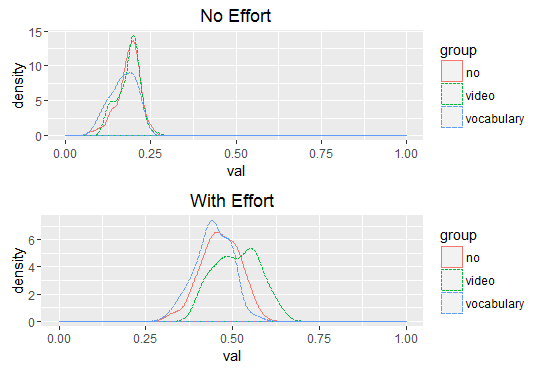 No Effort
15
10
5
0
density
0.00 0.25 0.50 0.75 1.00
val
group
no
video
vocabulary
With Effort
6
4
2
0
density
0.00 0.25 0.50 0.75 1.00
val
group
no
video
vocabulary